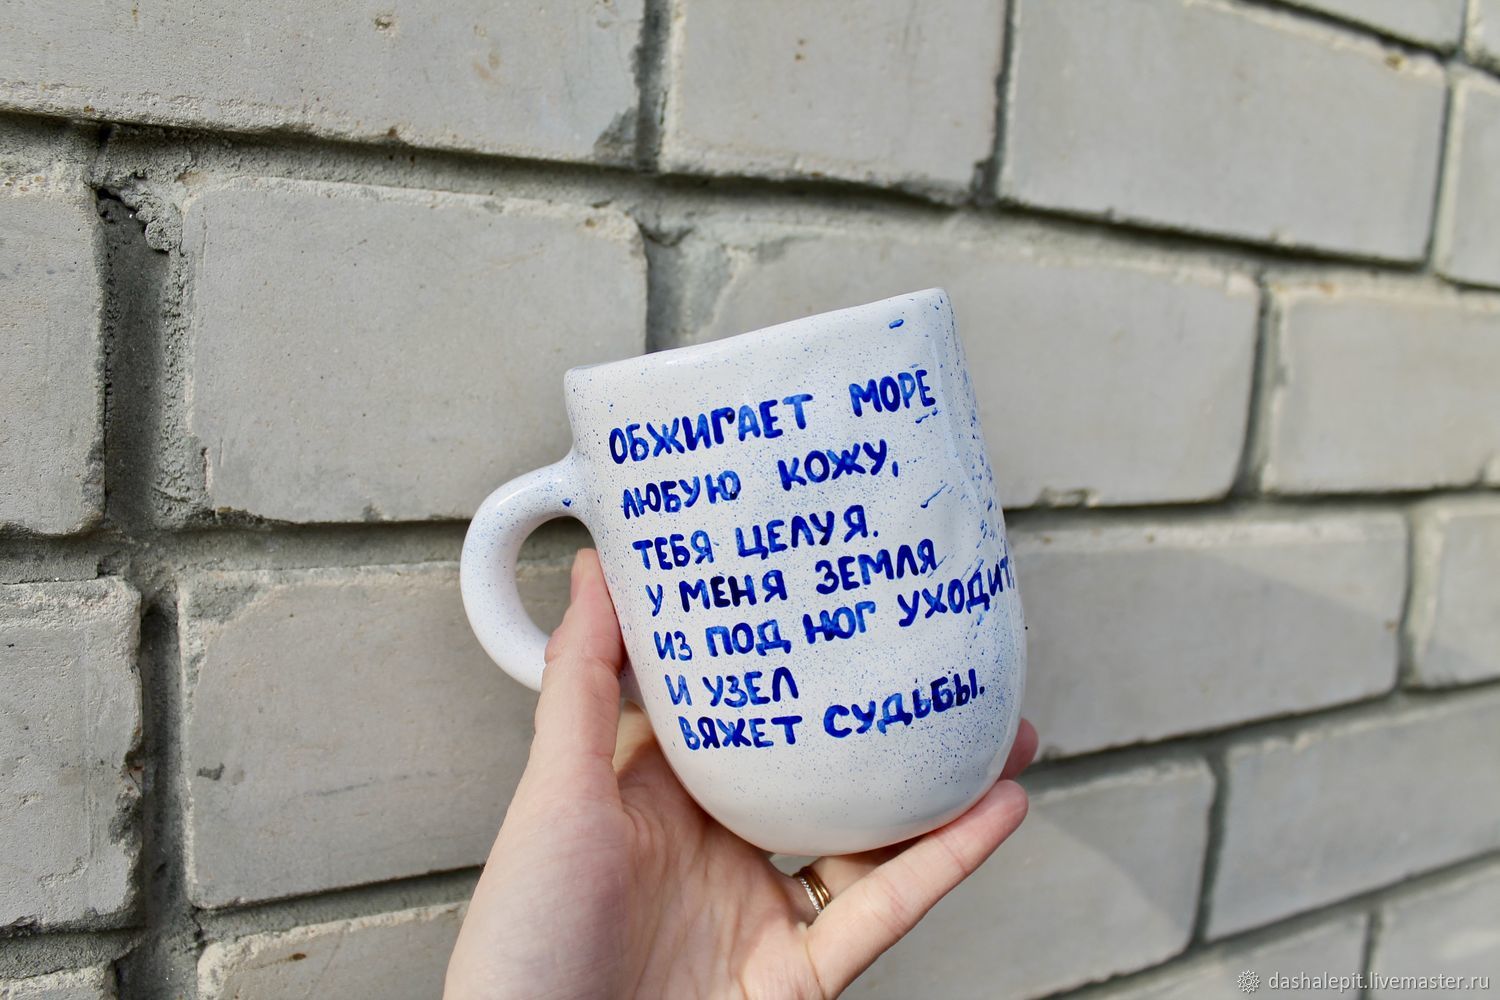 ОБЖИГАЕТ МОРЕ
ЛЮБУЮ КОЖУ,
ТЕБЯ ЦЕЛУЯ.
У МЕНЯ ЗЕМЛЯ
ИЗ ПОД НОГ УХОДИТ,
И УЗЕЛ
ВЯЖЕТ СУДЬБЫ.
dashalepit.livemaster.ru